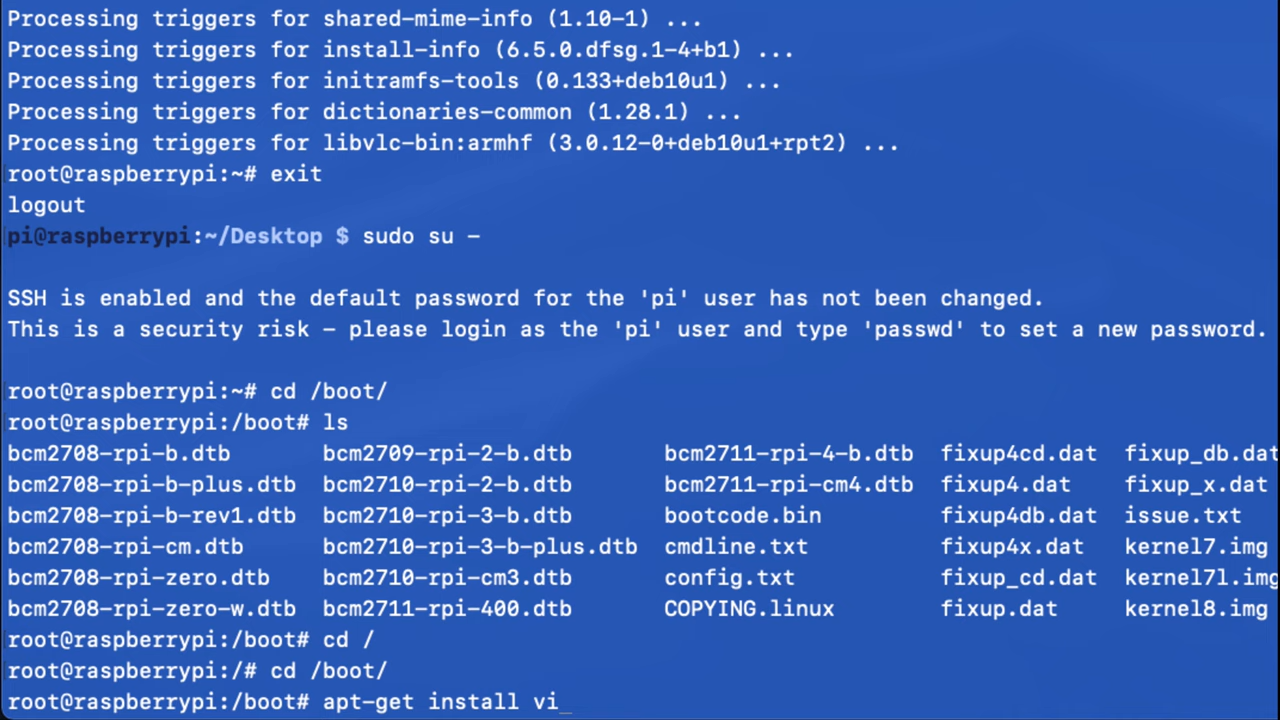 Processing triggers for shared-mime-info (1.10-1) ...
Processing triggers for install-info (6.5.0.dfsg.1-4+b1) ...
Processing triggers for initramfs-tools (0.133+deb10u1) ...
Processing triggers for dictionaries-common (1.28.1) ...
Processing triggers for libvlc-bin:armhf (3.0.12-0+deb10u1+rpt2) ...
root@raspberrypi:~# exit
logout
pi@raspberrypi:~/Desktop $ sudo su -
SSH is enabled and the default password for the 'pi' user has not been changed.
This is a security risk - please login as the 'pi' user and type 'passwd' to set a new password.
root@raspberrypi:~# cd /boot/
root@raspberrypi:/boot# ls
bcm2708-rpi-b.dtb bcm2709-rpi-2-b.dtb bcm2711-rpi-4-b.dtb fixup4cd.dat fixup_db.dat
bcm2708-rpi-b-plus.dtb bcm2710-rpi-2-b.dtb bcm2711-rpi-cm4.dtb fixup4.dat fixup_x.dat
bcm2708-rpi-b-rev1.dtb bcm2710-rpi-3-b.dtb bootcode.bin fixup4db.dat issue.txt
bcm2708-rpi-cm.dtb bcm2710-rpi-3-b-plus.dtb cmdline.txt fixup4x.dat kernel7.img
bcm2708-rpi-zero.dtb bcm2710-rpi-cm3.dtb config.txt fixup_cd.dat kernel7l.img
bcm2708-rpi-zero-w.dtb bcm2711-rpi-400.dtb COPYING.linux fixup.dat kernel8.img
root@raspberrypi:/boot# cd /
root@raspberrypi:/# cd /boot/
root@raspberrypi:/boot# apt-get install vi_